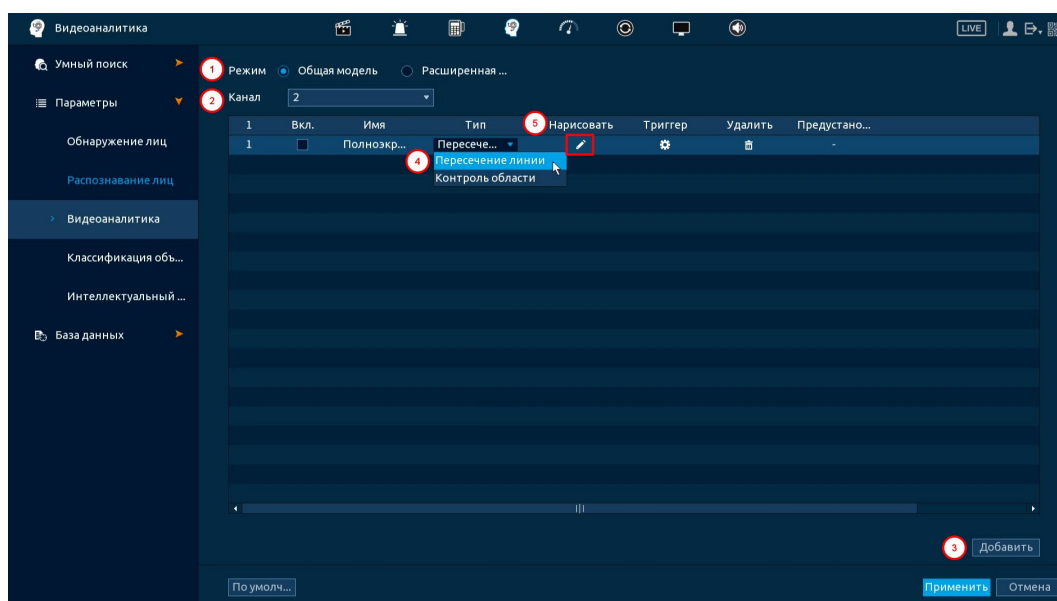 Видеоаналитика
LIVE
Умный поиск
Параметры
Обнаружение лиц
Распознавание лиц
Видеоаналитика
Классификация объ...
Интеллектуальный ...
База данных
1 Режим Общая модель Расширенная ...
2 Канал 2
1 Вкл. Имя Тип 5 Нарисовать Триггер Удалить Предустано...
1 Полноэкр... Пересече... -
4 Пересечение линии
Контроль области
3 Добавить
По умолч... Применить Отмена